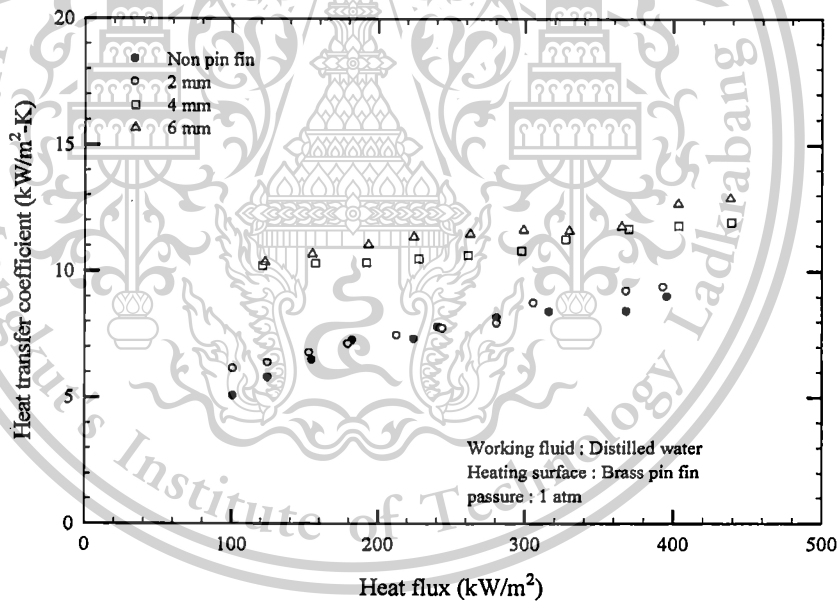 20
15
10
5
0
Heat transfer coefficient (kW/m²-K)
Non pin fin
2 mm
4 mm
6 mm
Working fluid : Distilled water
Heating surface : Brass pin fin
passure : 1 atm
0 100 200 300 400 500
Heat flux (kW/m²)
ngkut's Institute of Technology Ladkrabang